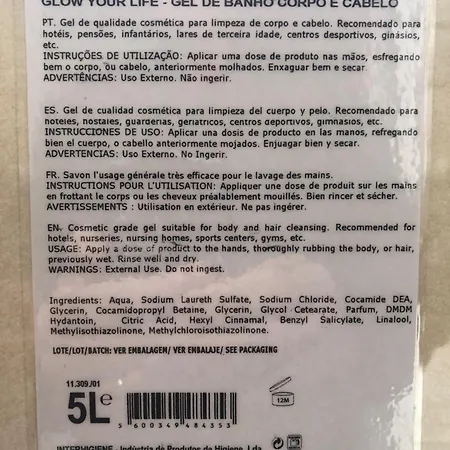 GLOW YOUR LIFE - GEL DE BANHO CORPO E CABELO
PT. Gel de qualidade cosmética para limpeza de corpo e cabelo. Recomendado para
hotéis, pensões, infantários, lares de terceira idade, centros desportivos, ginásios,
etc.
INSTRUÇÕES DE UTILIZAÇÃO: Aplicar uma dose de produto nas mãos, esfregando
bem o corpo, ou cabelo, anteriormente molhados. Enxaguar bem e secar.
ADVERTÊNCIAS: Uso Externo. Não ingerir.
ES. Gel de cualidad cosmética para limpieza del cuerpo y pelo. Recomendado para
hoteles, nostales, guarderias, geriatricos, centros deportivos, gimnasios, etc.
INSTRUCCIONES DE USO: Aplicar una dosis de producto en las manos, refregando
bien el cuerpo, o cabello anteriormente mojados. Enjuagar bien y secar.
ADVERTENCIAS: Uso Externo. No Ingerir.
FR. Savon l'usage générale très efficace pour le lavage des mains.
INSTRUCTIONS POUR L'UTILISATION: Appliquer une dose de produit sur les mains
en frottant le corps ou les cheveux préalablement mouillés. Bien rincer et sécher.
AVERTISSEMENTS : Utilisation en extérieur. Ne pas ingérer.
EN. Cosmetic grade gel suitable for body and hair cleansing. Recommended for
hotels, nurseries, nursing homes, sports centers, gyms, etc.
USAGE: Apply a dose of product to the hands, thoroughly rubbing the body, or hair,
previously wet. Rinse well and dry.
WARNINGS: External Use. Do not ingest.
Ingredients: Aqua, Sodium Laureth Sulfate, Sodium Chloride, Cocamide DEA,
Glycerin, Cocamidopropyl Betaine, Glycerin, Glycol Cetearate, Parfum, DMDM
Hydantoin, Citric Acid, Hexyl Cinnamal, Benzyl Salicylate, Linalool,
Methylisothiazolinone, Methylchloroisothiazolinone.
LOTE/LOT/BATCH: VER EMBALAGEM/ VER EMBALAJE/ SEE PACKAGING
11.309./01
5L e
5600349484353
12M
INTERHIGIENE - Indústria de Produtos de Higiene, Lda